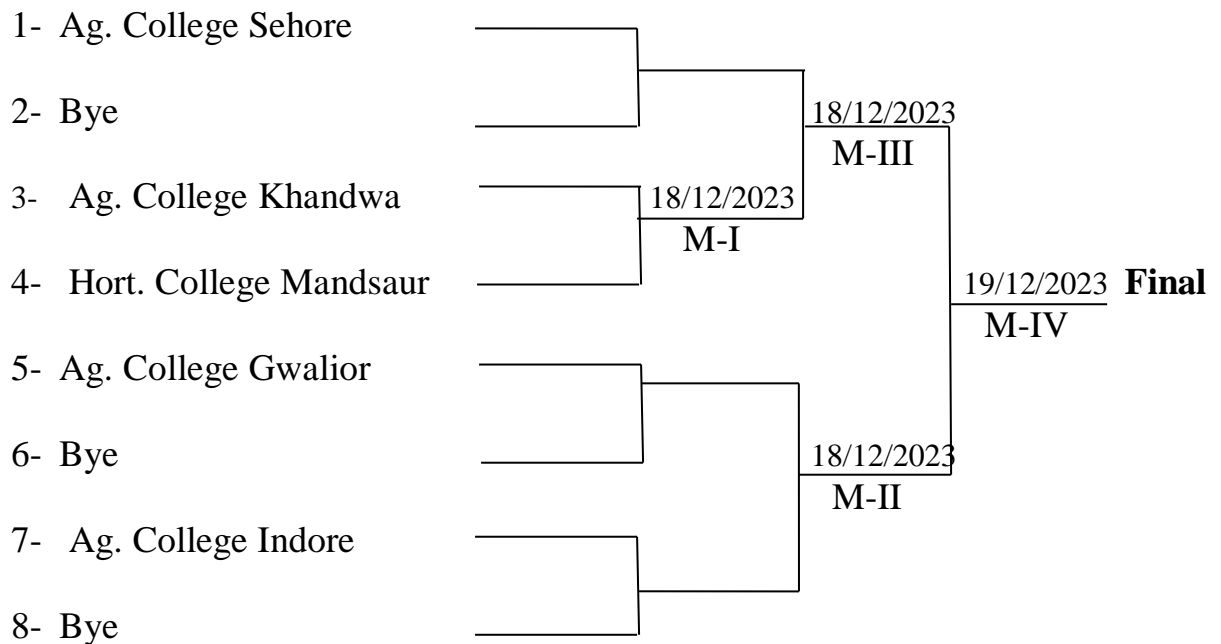 1- Ag. College Sehore
2- Bye
18/12/2023
M-III
3- Ag. College Khandwa
18/12/2023
M-I
4- Hort. College Mandsaur
19/12/2023 Final
M-IV
5- Ag. College Gwalior
6- Bye
18/12/2023
M-II
7- Ag. College Indore
8- Bye